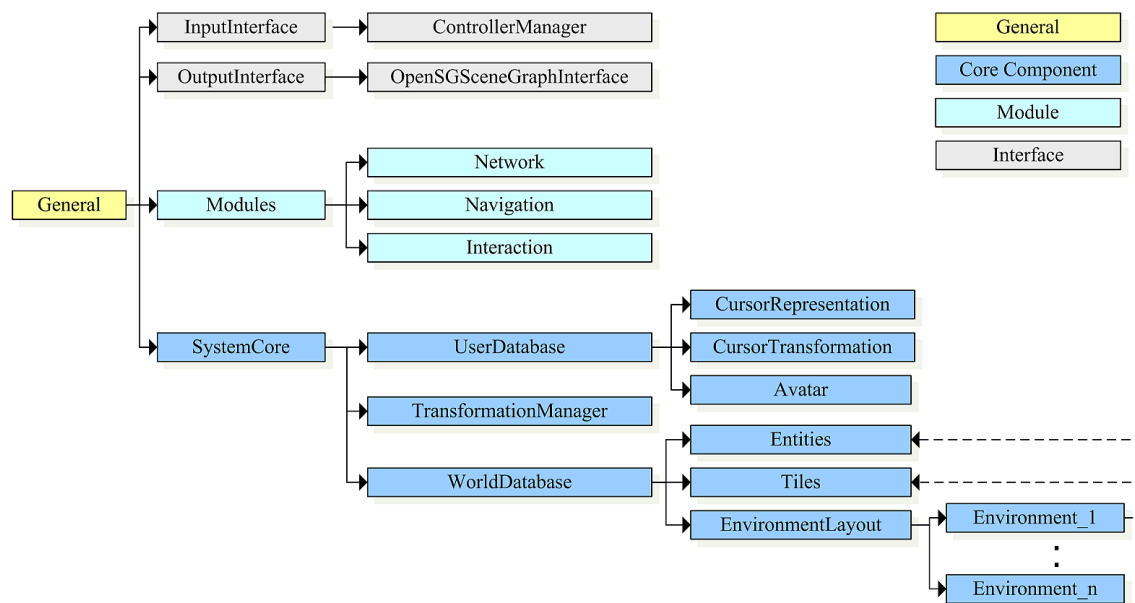 InputInterface
ControllerManager
General
OutputInterface
OpenSGSceneGraphInterface
Core Component
Module
Interface
Network
General
Modules
Navigation
Interaction
CursorRepresentation
SystemCore
UserDatabase
CursorTransformation
Avatar
TransformationManager
Entities
WorldDatabase
Tiles
EnvironmentLayout
Environment_1
:
Environment_n